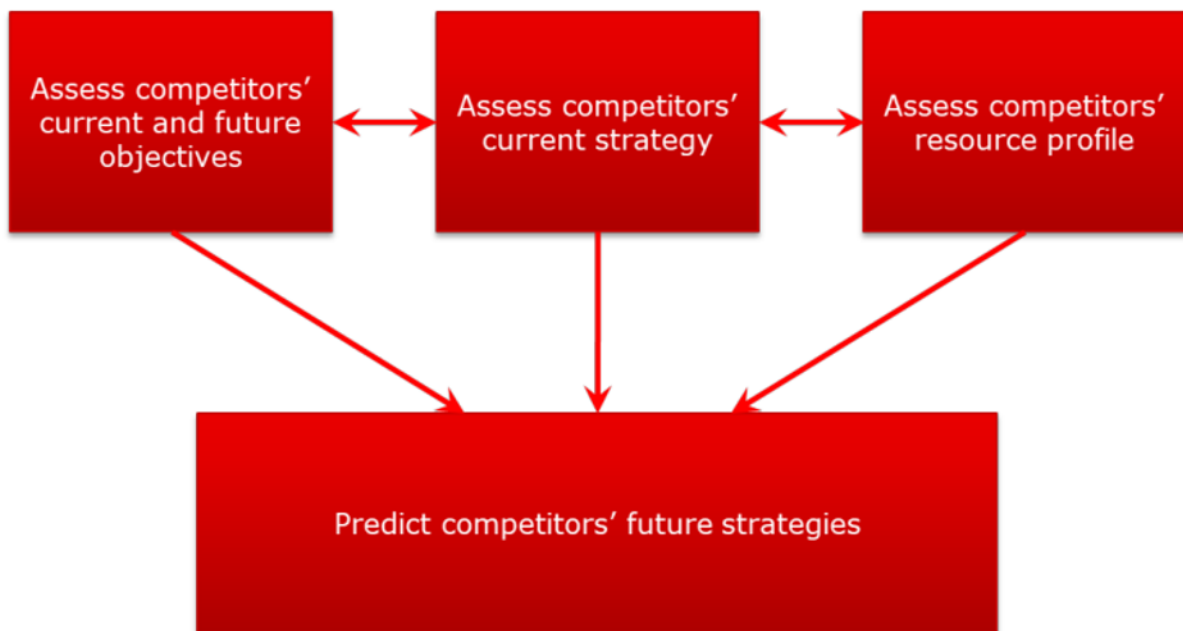 Assess competitors’
current and future
objectives
Assess competitors’
current strategy
Assess competitors’
resource profile
Predict competitors’ future strategies